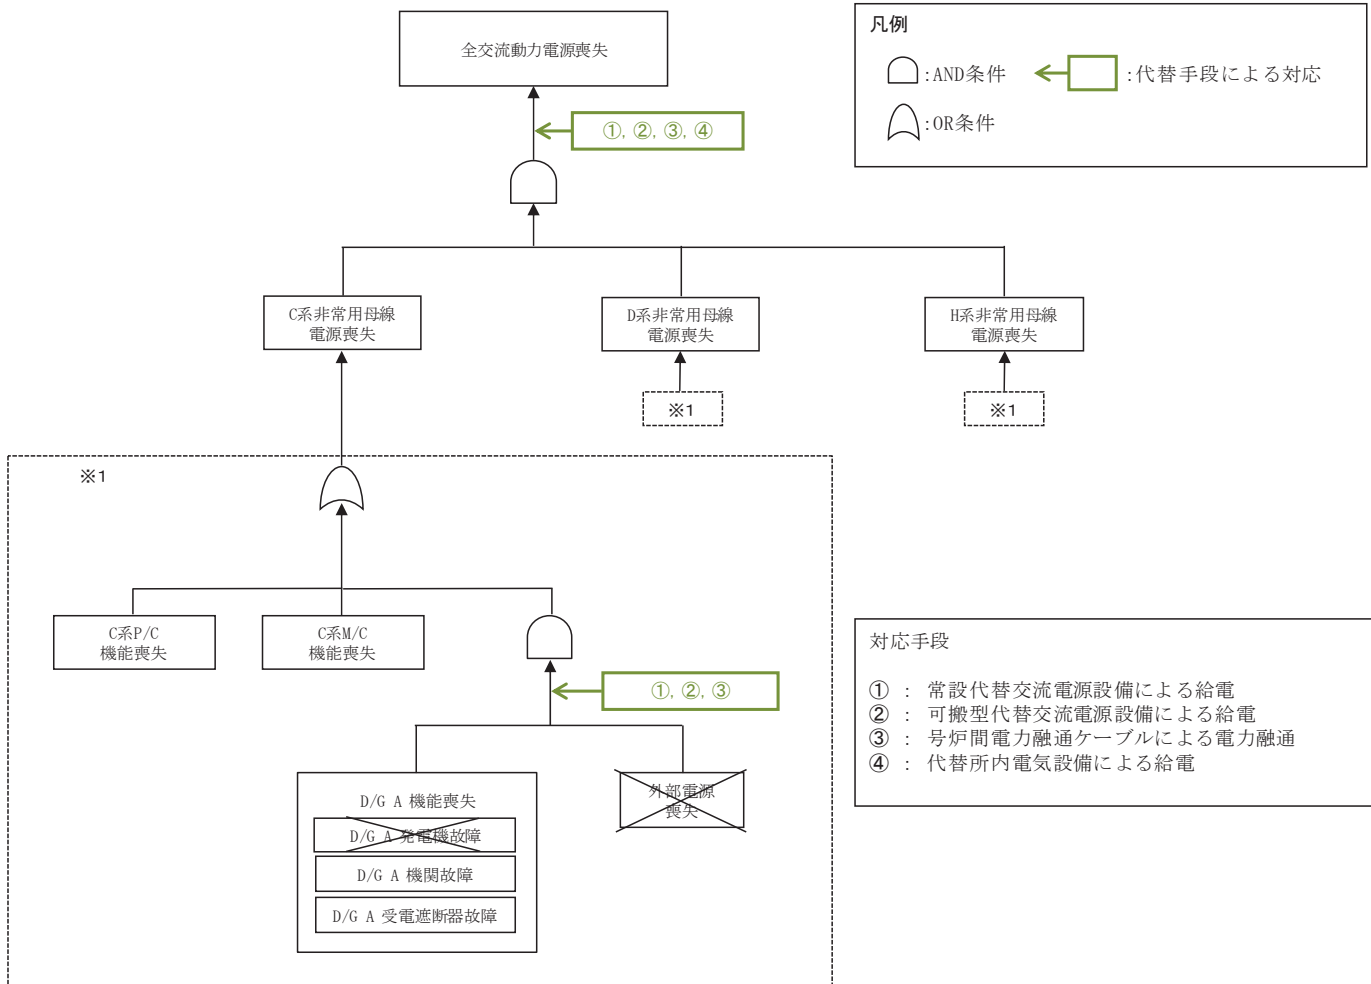 全交流動力電源喪失
①, ②, ③, ④
凡例
:AND条件
:代替手段による対応
:OR条件
C系非常用母線
電源喪失
D系非常用母線
電源喪失
H系非常用母線
電源喪失
※1
※1
※1
C系P/C
機能喪失
C系M/C
機能喪失
①, ②, ③
D/G A 機能喪失
D/G A 発電機故障
D/G A 機関故障
D/G A 受電遮断器故障
外部電源
喪失
対応手段
① : 常設代替交流電源設備による給電
② : 可搬型代替交流電源設備による給電
③ : 号炉間電力融通ケーブルによる電力融通
④ : 代替所内電気設備による給電